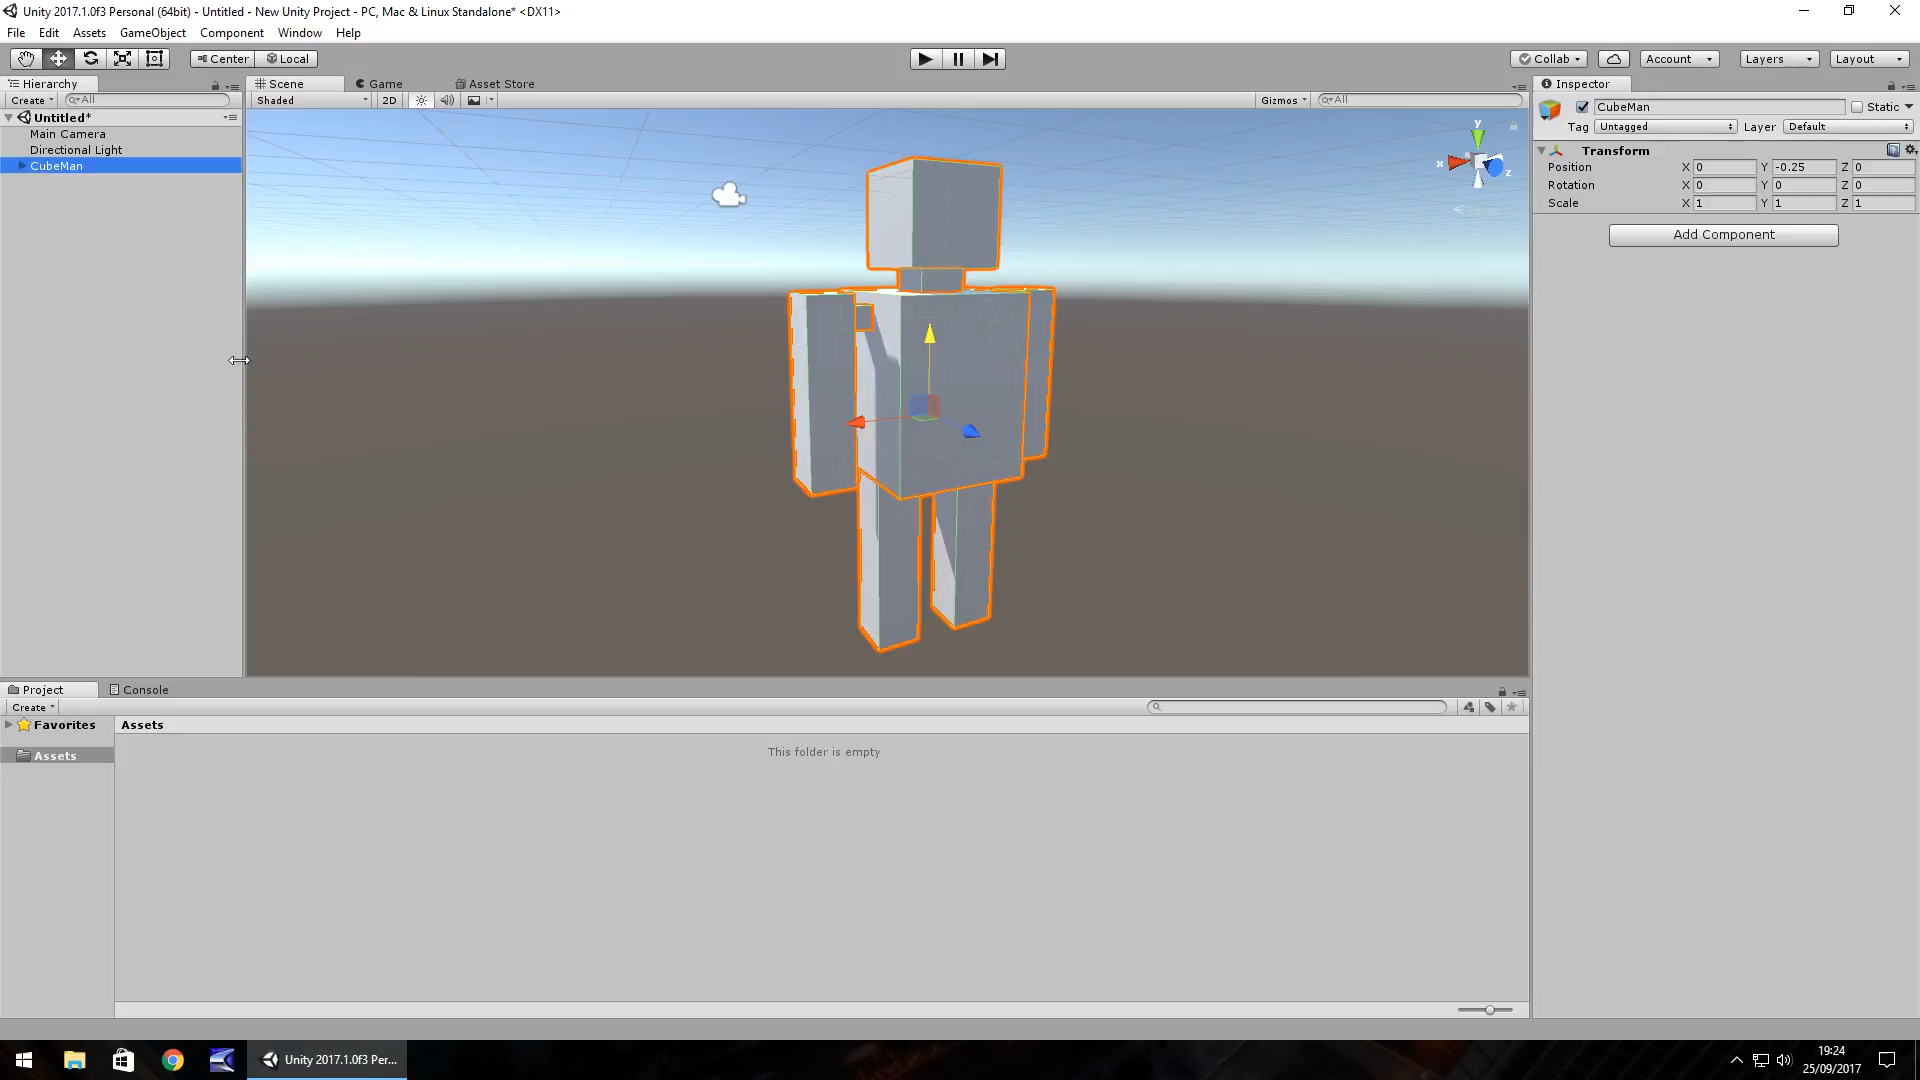 Unity 2017.1.0f3 Personal (64bit) - Untitled - New Unity Project - PC, Mac & Linux Standalone* <DX11>
File Edit Assets GameObject Component Window Help
Center Local Collab Account Layers Layout
Hierarchy Scene Game Asset Store Inspector
Create All Shaded 2D Gizmos All
CubeMan Static
Untitled*
Tag Untagged Layer Default
Main Camera
Directional Light
CubeMan
y
x
z
Transform
Position X 0 Y -0.25 Z 0
Rotation X 0 Y 0 Z 0
Scale X 1 Y 1 Z 1
Add Component
Project Console
Create
Favorites Assets
Assets
This folder is empty
Unity 2017.1.0f3 Per...
19:24
25/09/2017